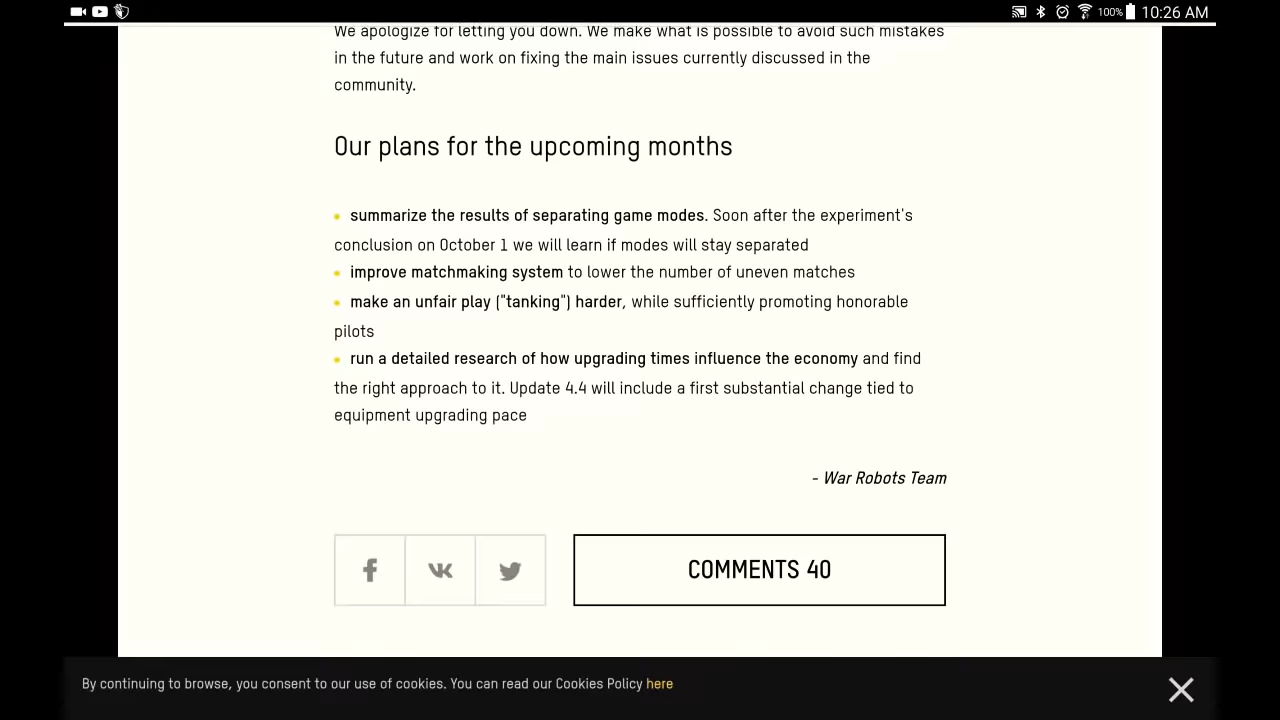 100% 10:26 AM
We apologize for letting you down. We make what is possible to avoid such mistakes
in the future and work on fixing the main issues currently discussed in the
community.
Our plans for the upcoming months
summarize the results of separating game modes. Soon after the experiment's
conclusion on October 1 we will learn if modes will stay separated
improve matchmaking system to lower the number of uneven matches
make an unfair play ("tanking") harder, while sufficiently promoting honorable
pilots
run a detailed research of how upgrading times influence the economy and find
the right approach to it. Update 4.4 will include a first substantial change tied to
equipment upgrading pace
- War Robots Team
COMMENTS 40
By continuing to browse, you consent to our use of cookies. You can read our Cookies Policy here